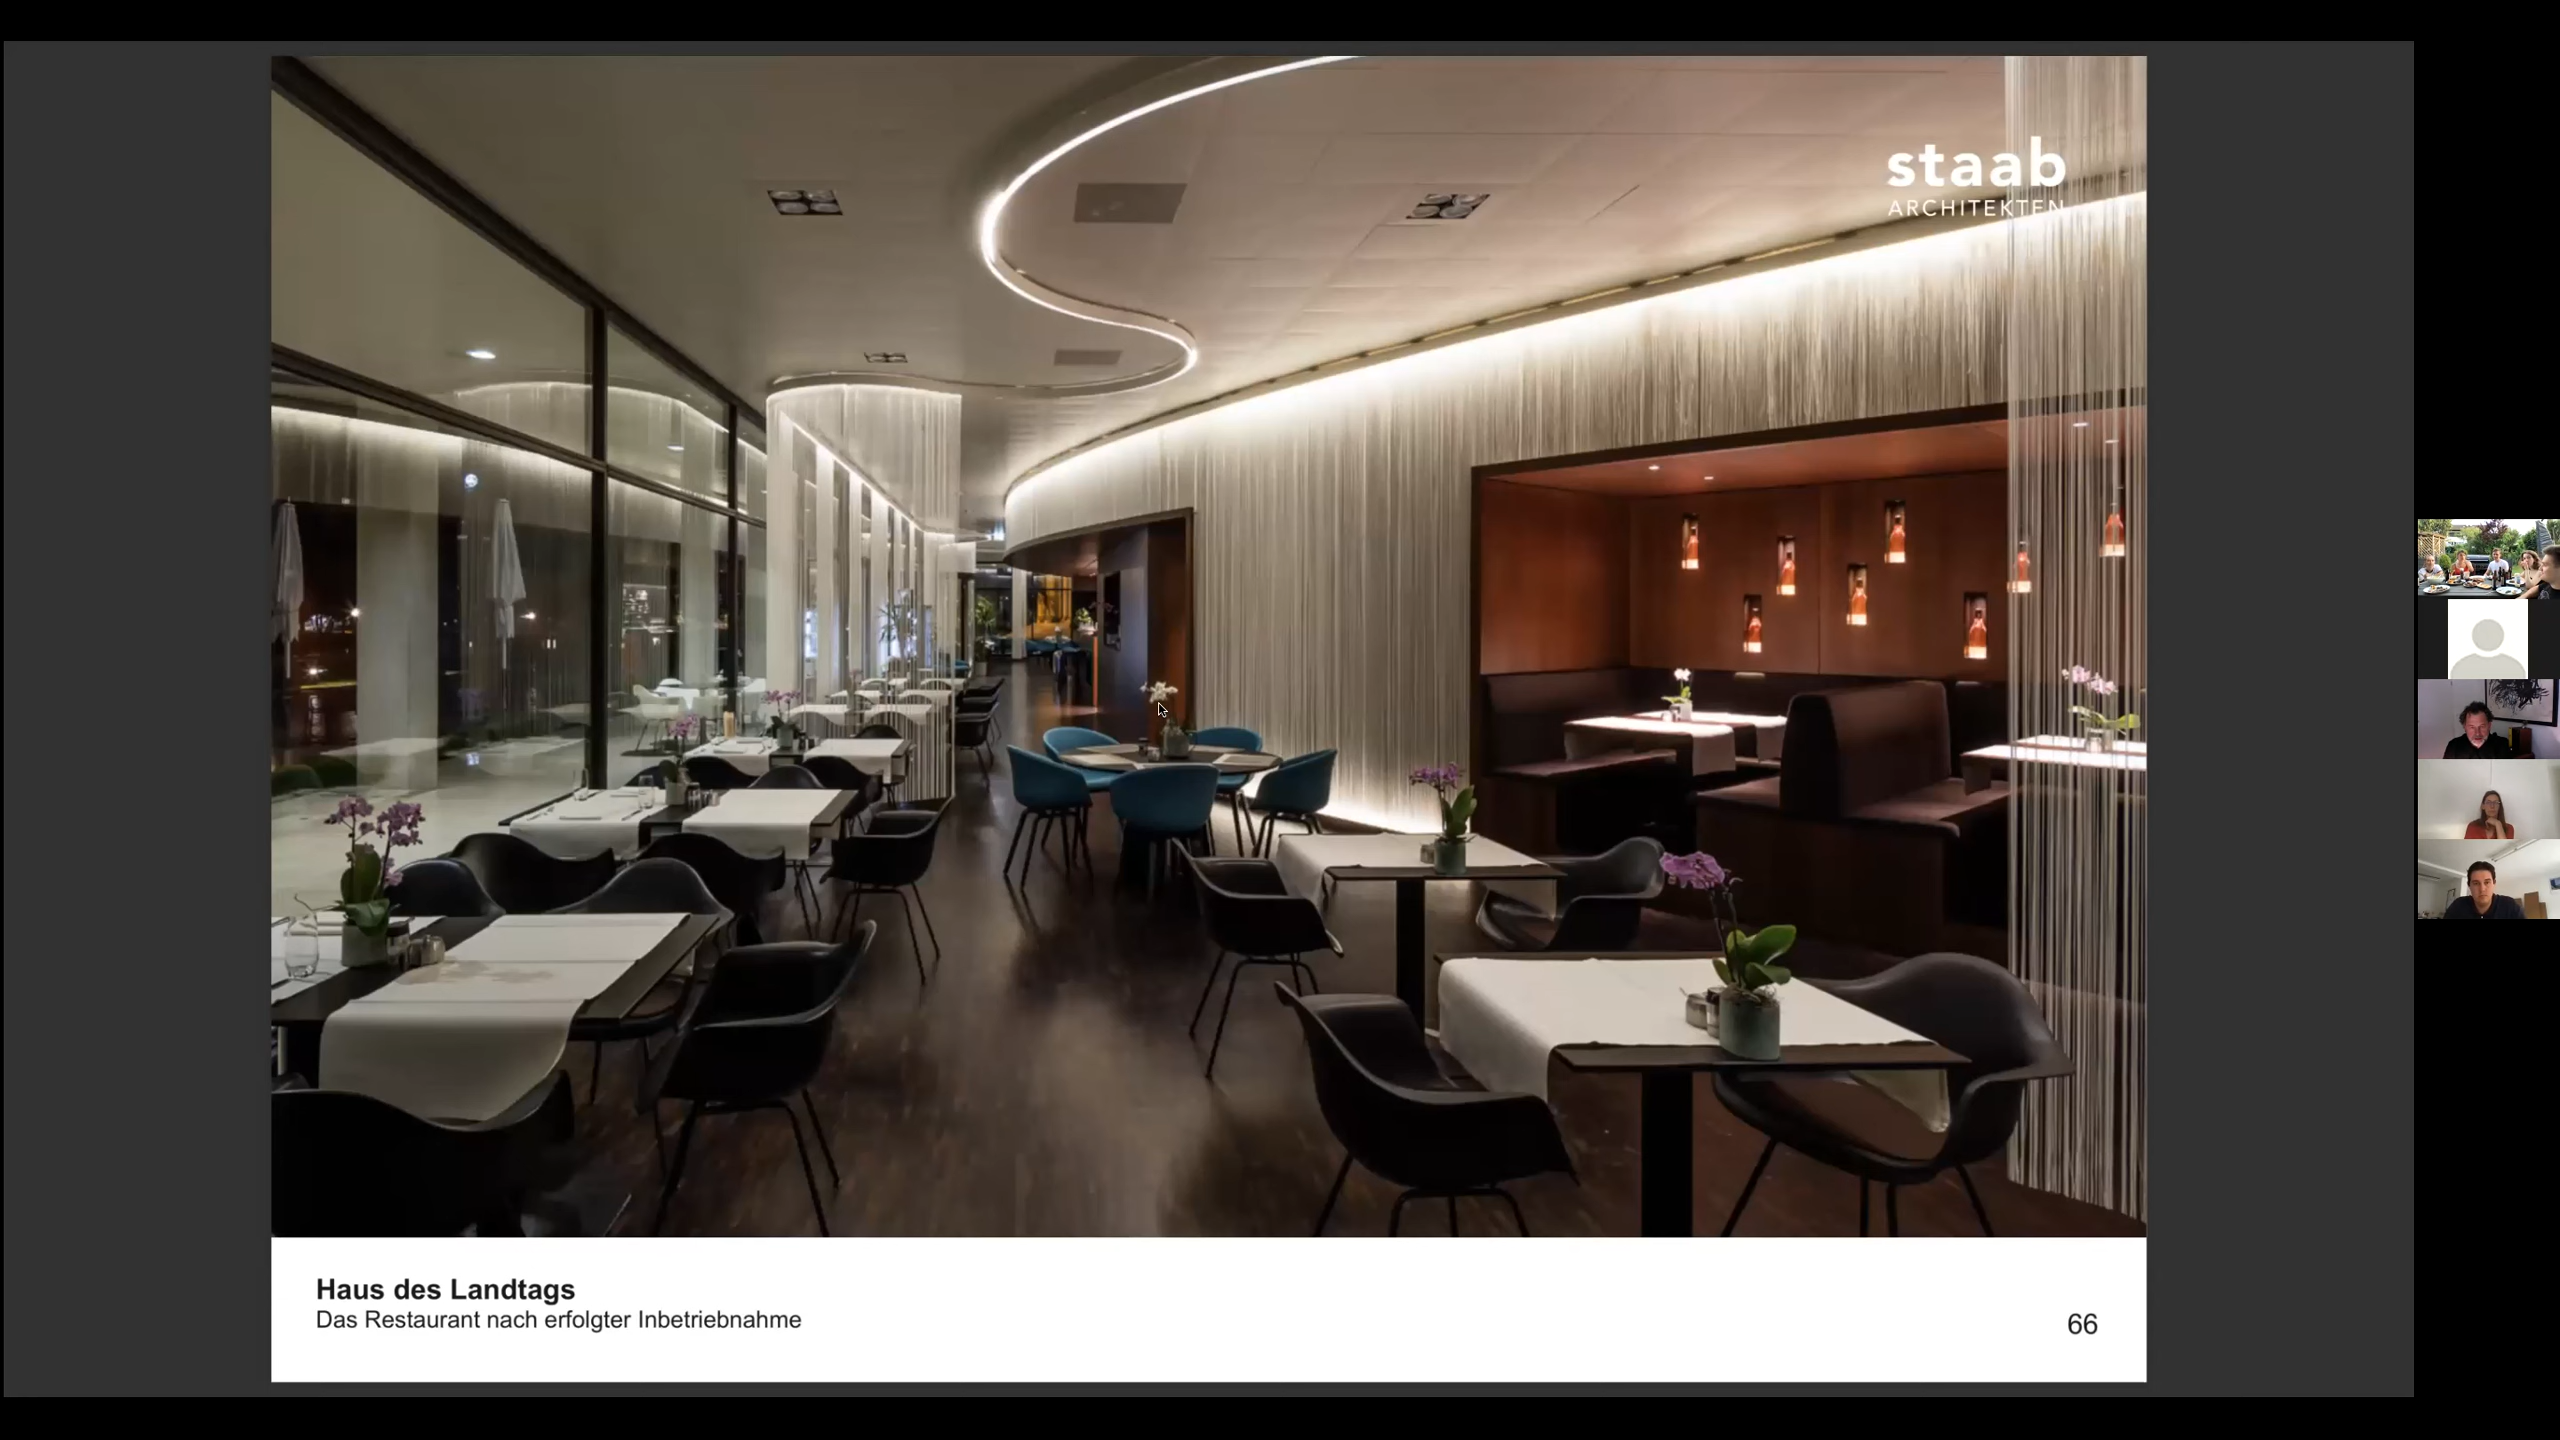 staab
ARCHITEKTEN
Haus des Landtags
Das Restaurant nach erfolgter Inbetriebnahme
66